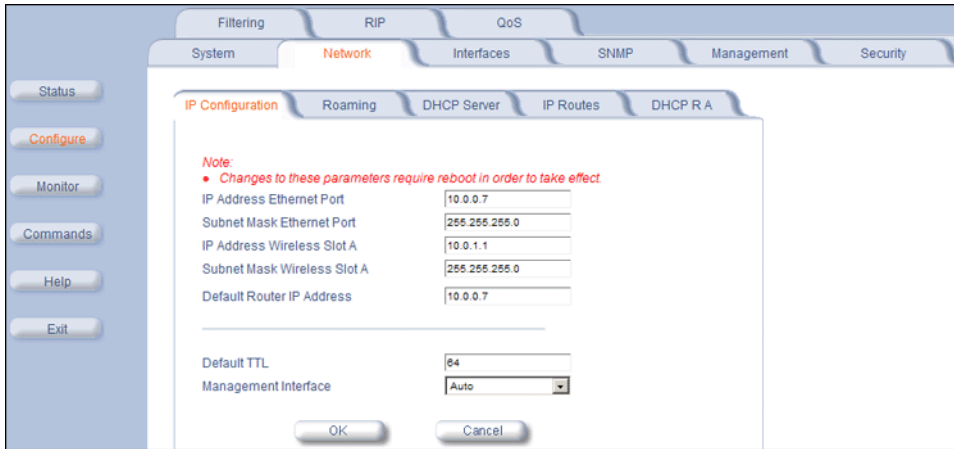 Filtering RIP QoS
System Network Interfaces SNMP Management Security
Status
Configure
Monitor
Commands
Help
Exit
IP Configuration Roaming DHCP Server IP Routes DHCP R A
Note:
• Changes to these parameters require reboot in order to take effect.
IP Address Ethernet Port 10.0.0.7
Subnet Mask Ethernet Port 255.255.255.0
IP Address Wireless Slot A 10.0.1.1
Subnet Mask Wireless Slot A 255.255.255.0
Default Router IP Address 10.0.0.7
Default TTL 64
Management Interface Auto
OK Cancel